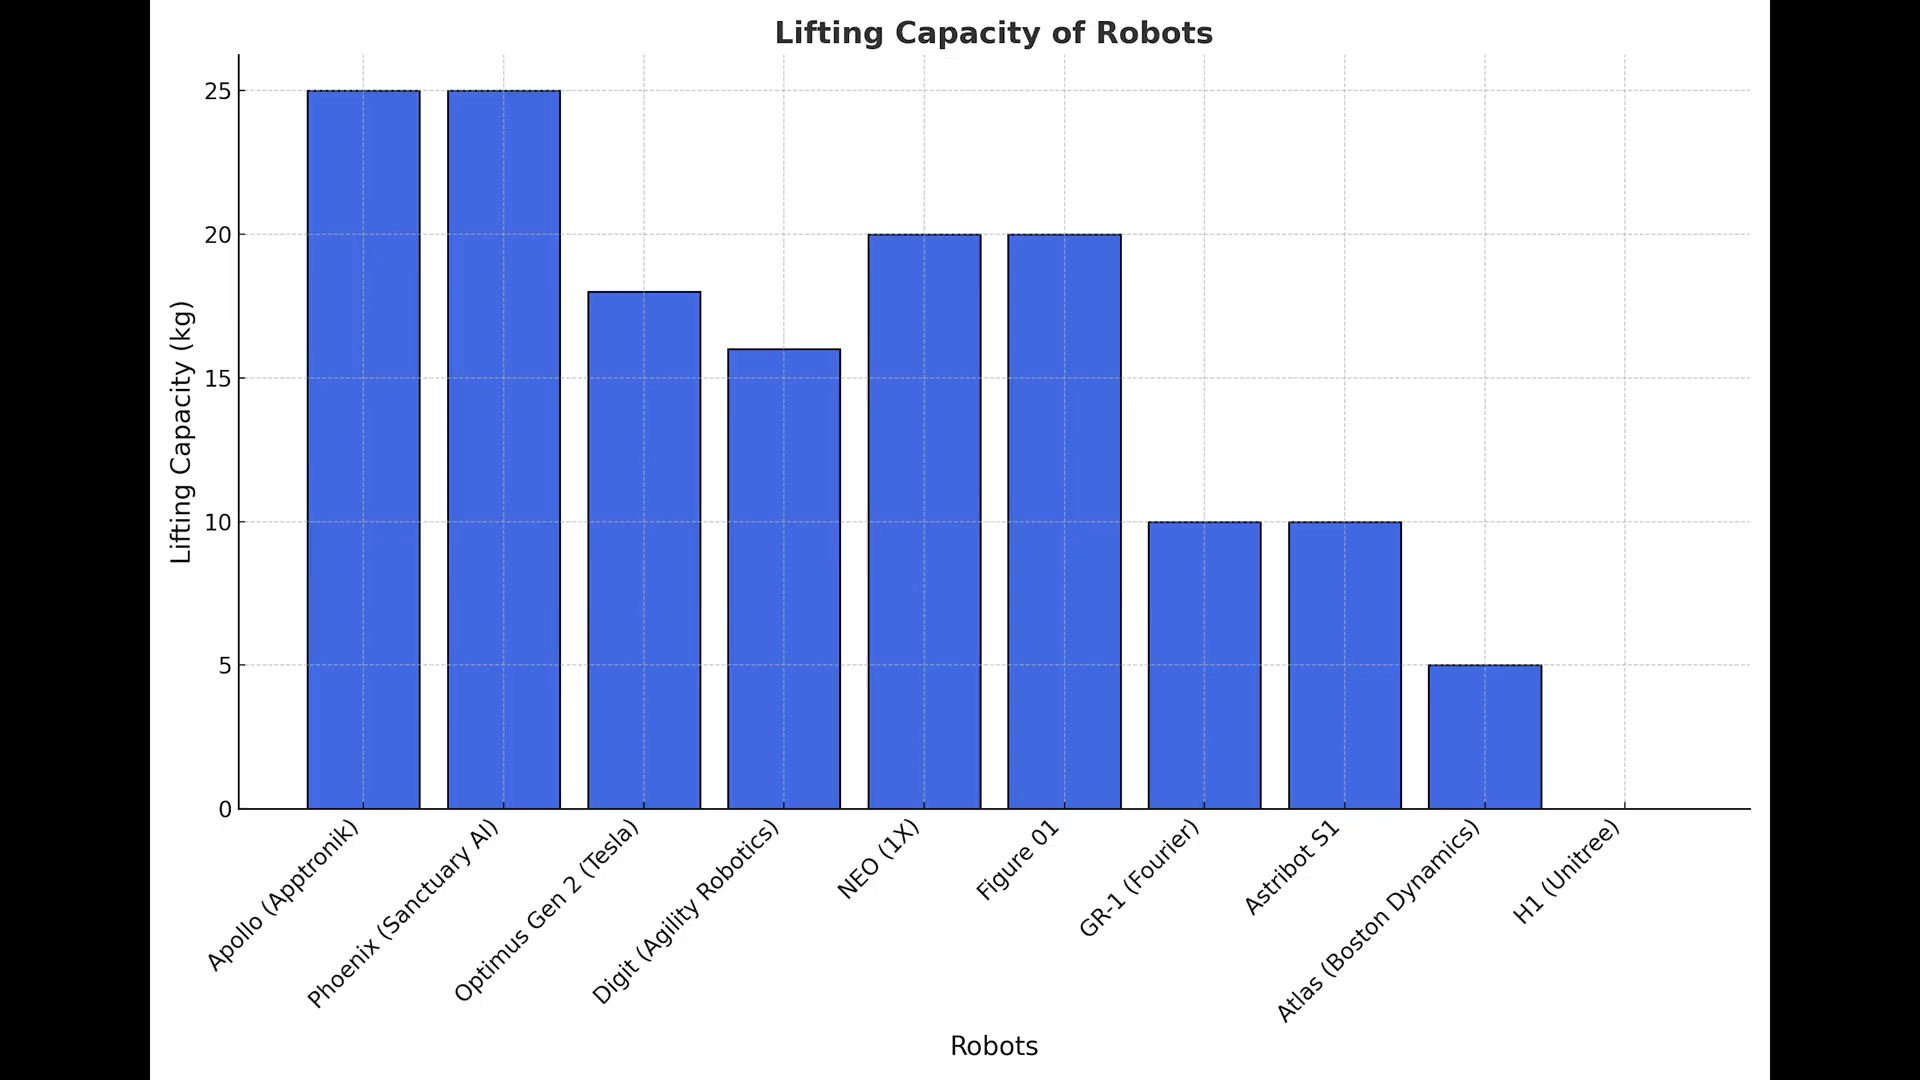 Lifting Capacity of Robots
Lifting Capacity (kg)
25
20
15
10
5
0
Apollo (Apptronik)
Phoenix (Sanctuary AI)
Optimus Gen 2 (Tesla)
Digit (Agility Robotics)
NEO (1X)
Figure 01
GR-1 (Fourier)
Astribot S1
Atlas (Boston Dynamics)
H1 (Unitree)
Robots